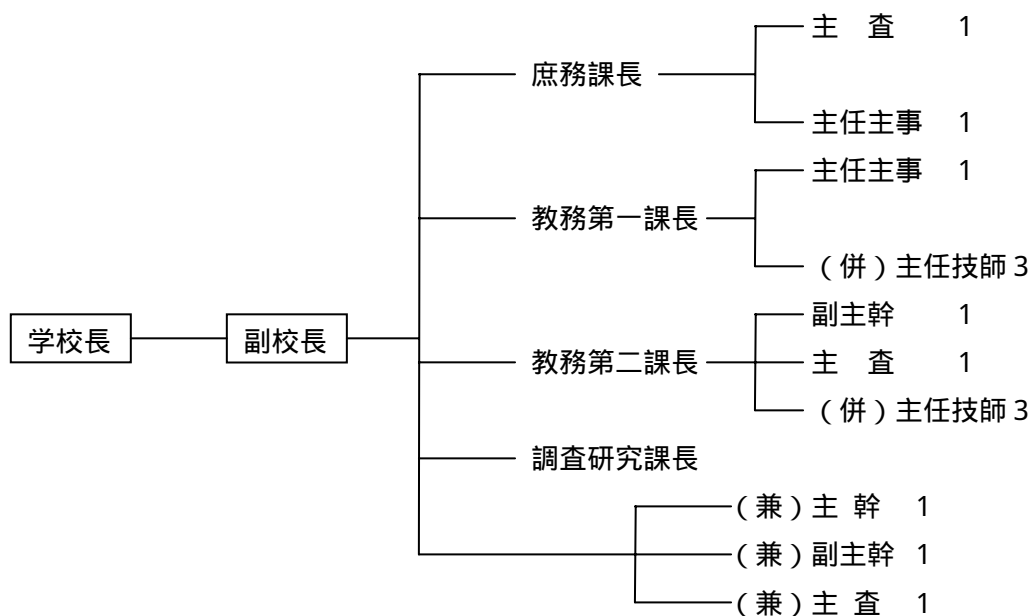 主　査　1
庶務課長
主任主事　1
主任主事　1
教務第一課長
（併）主任技師 3
副主幹　1
学校長　副校長　教務第二課長　主　査　1
（併）主任技師 3
調査研究課長
（兼）主 幹　1
（兼）副主幹　1
（兼）主 査　1